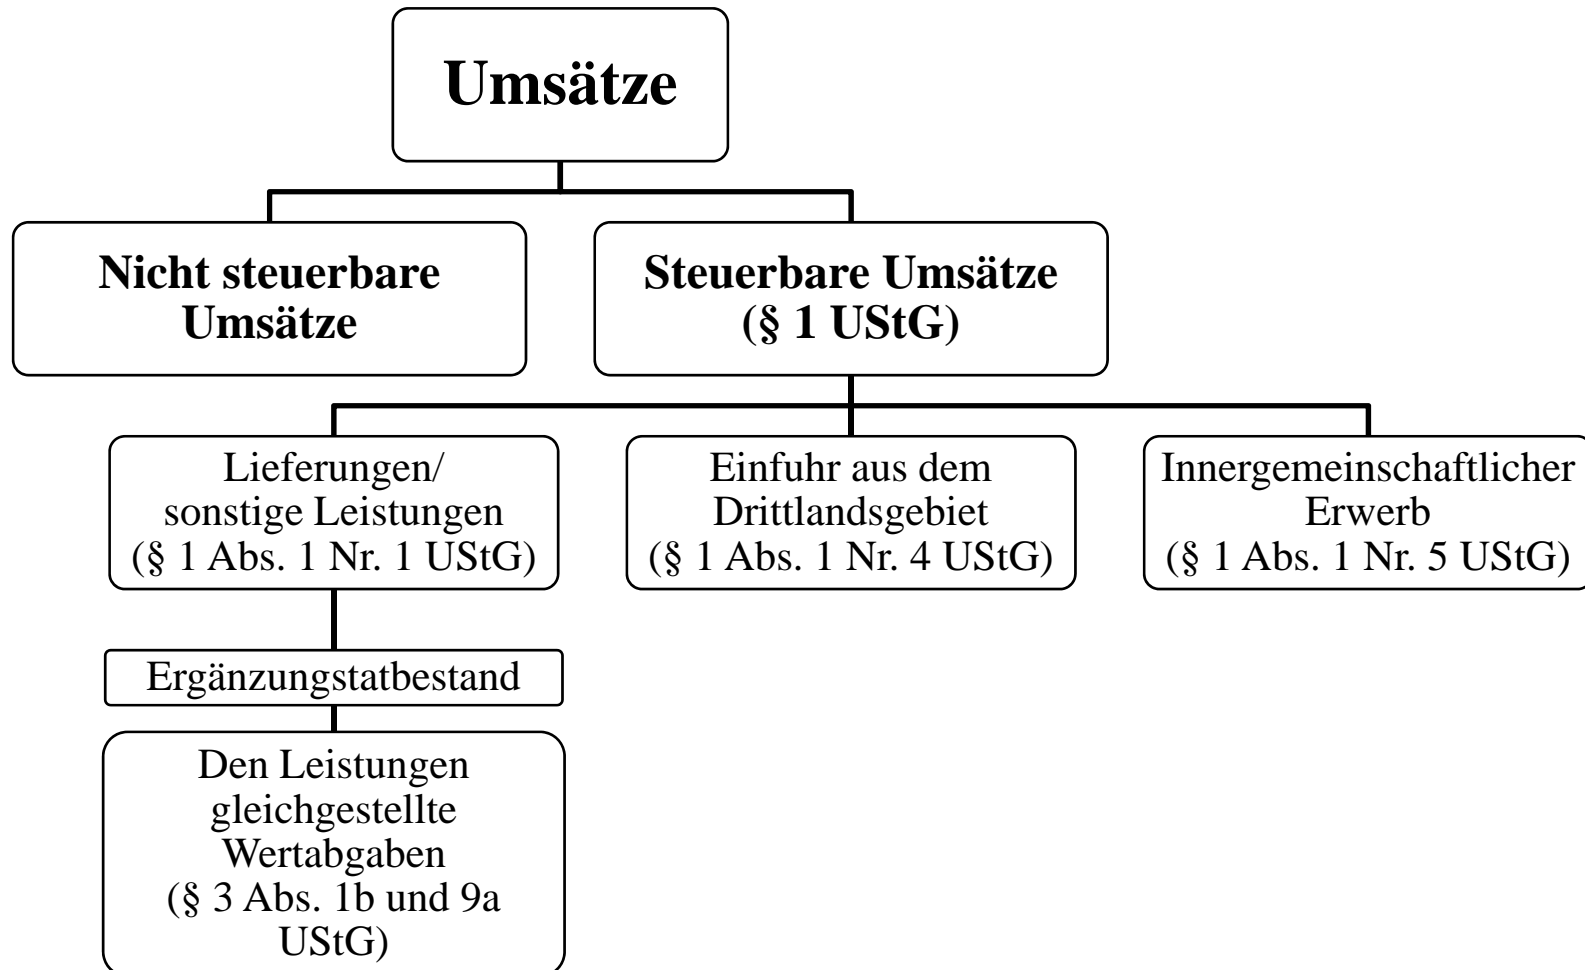 Umsätze
Nicht steuerbare
Umsätze
Steuerbare Umsätze
(§ 1 UStG)
Lieferungen/
sonstige Leistungen
(§ 1 Abs. 1 Nr. 1 UStG)
Einfuhr aus dem
Drittlandsgebiet
(§ 1 Abs. 1 Nr. 4 UStG)
Innergemeinschaftlicher
Erwerb
(§ 1 Abs. 1 Nr. 5 UStG)
Ergänzungstatbestand
Den Leistungen
gleichgestellte
Wertabgaben
(§ 3 Abs. 1b und 9a
UStG)